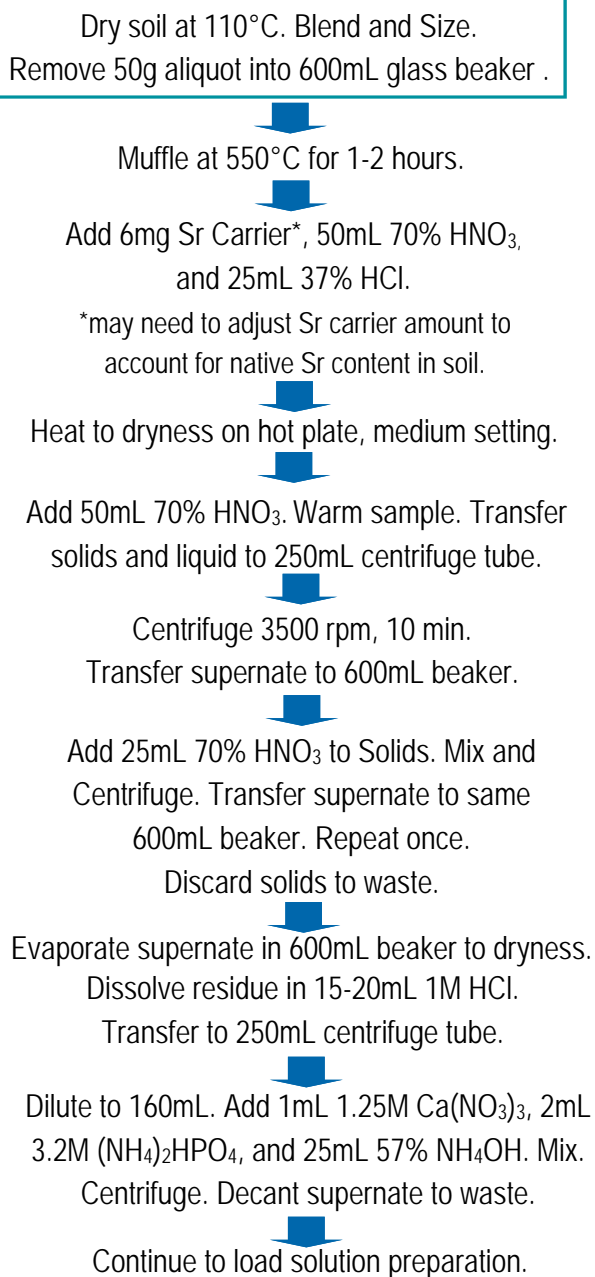 Dry soil at 110°C. Blend and Size.
Remove 50g aliquot into 600mL glass beaker .
Muffle at 550°C for 1-2 hours.
Add 6mg Sr Carrier*, 50mL 70% HNO₃,
and 25mL 37% HCl.
*may need to adjust Sr carrier amount to
account for native Sr content in soil.
Heat to dryness on hot plate, medium setting.
Add 50mL 70% HNO₃. Warm sample. Transfer
solids and liquid to 250mL centrifuge tube.
Centrifuge 3500 rpm, 10 min.
Transfer supernate to 600mL beaker.
Add 25mL 70% HNO₃ to Solids. Mix and
Centrifuge. Transfer supernate to same
600mL beaker. Repeat once.
Discard solids to waste.
Evaporate supernate in 600mL beaker to dryness.
Dissolve residue in 15-20mL 1M HCl.
Transfer to 250mL centrifuge tube.
Dilute to 160mL. Add 1mL 1.25M Ca(NO₃)₃, 2mL
3.2M (NH₄)₂HPO₄, and 25mL 57% NH₄OH. Mix.
Centrifuge. Decant supernate to waste.
Continue to load solution preparation.